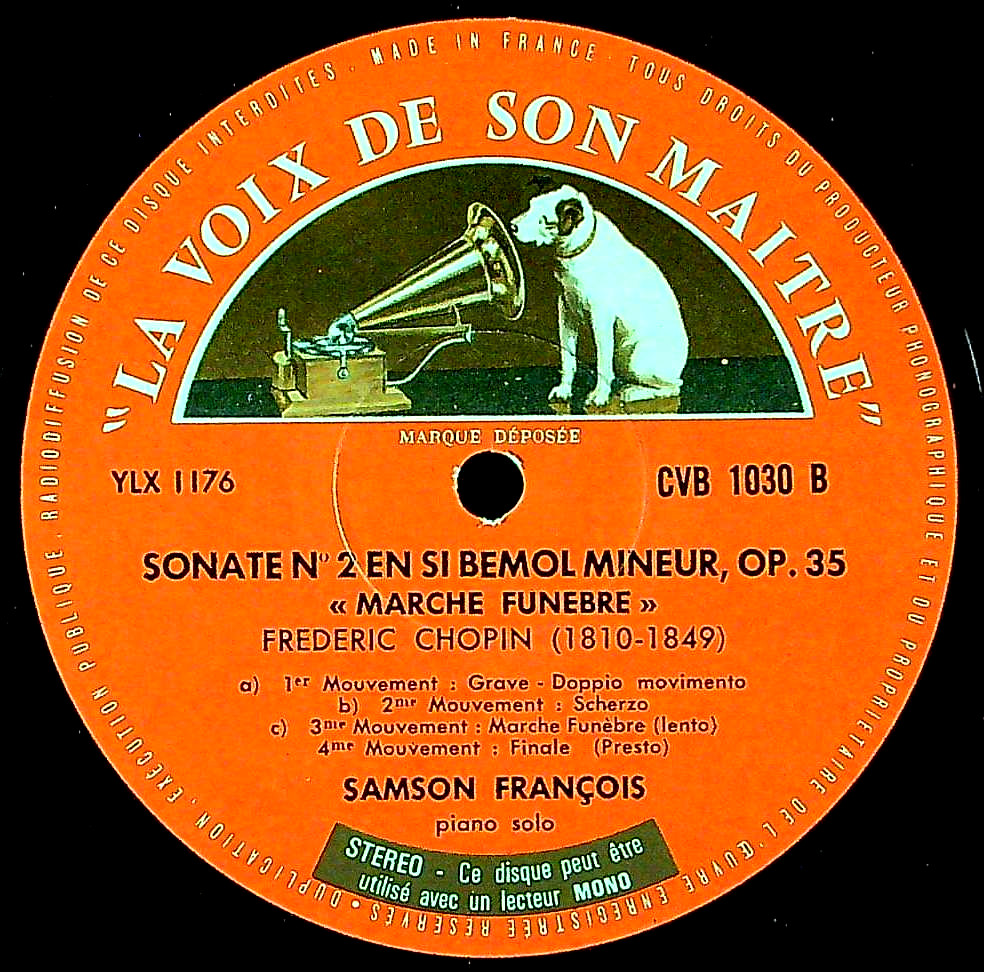 MADE IN FRANCE · TOUS DROITS DU PRODUCTEUR PHONOGRAPHIQUE ET DU PROPRIETAIRE DE L'ŒUVRE ENREGISTRÉE RÉSERVÉS · DUPLICATION, EXÉCUTION PUBLIQUE, RADIODIFFUSION DE CE DISQUE INTERDITES ·
"LA VOIX DE SON MAITRE"
MARQUE DÉPOSÉE
YLX 1176
CVB 1030 B
SONATE Nº 2 EN SI BEMOL MINEUR, OP. 35
« MARCHE FUNEBRE »
FREDERIC CHOPIN (1810-1849)
a) 1er Mouvement : Grave - Doppio movimento
b) 2me Mouvement : Scherzo
c) 3me Mouvement : Marche Funèbre (lento)
4me Mouvement : Finale (Presto)
SAMSON FRANÇOIS
piano solo
STEREO - Ce disque peut être
utilisé avec un lecteur MONO